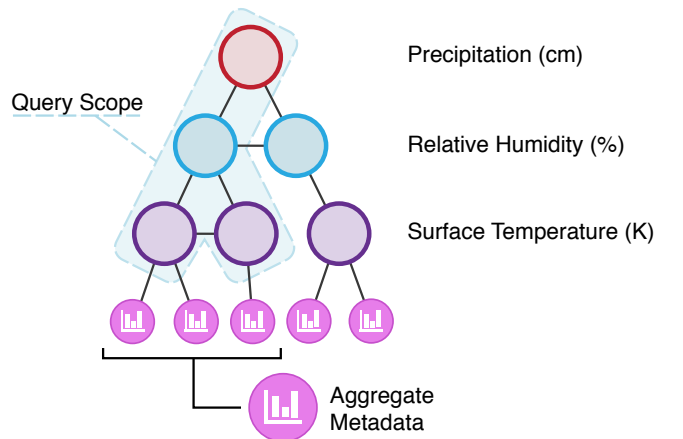 Precipitation (cm)
Query Scope
Relative Humidity (%)
Surface Temperature (K)
Aggregate
Metadata